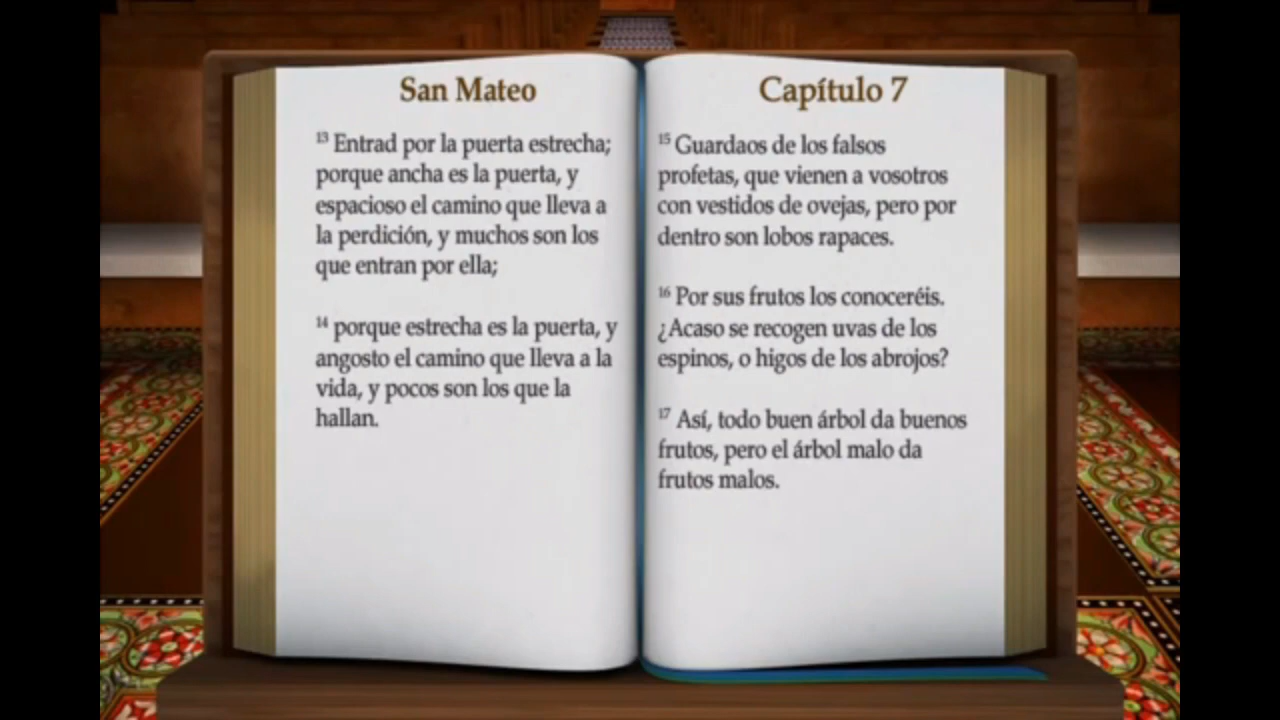 San Mateo
13 Entrad por la puerta estrecha;
porque ancha es la puerta, y
espacioso el camino que lleva a
la perdición, y muchos son los
que entran por ella;
14 porque estrecha es la puerta, y
angosto el camino que lleva a la
vida, y pocos son los que la
hallan.
Capítulo 7
15 Guardaos de los falsos
profetas, que vienen a vosotros
con vestidos de ovejas, pero por
dentro son lobos rapaces.
16 Por sus frutos los conoceréis.
¿Acaso se recogen uvas de los
espinos, o higos de los abrojos?
17 Así, todo buen árbol da buenos
frutos, pero el árbol malo da
frutos malos.